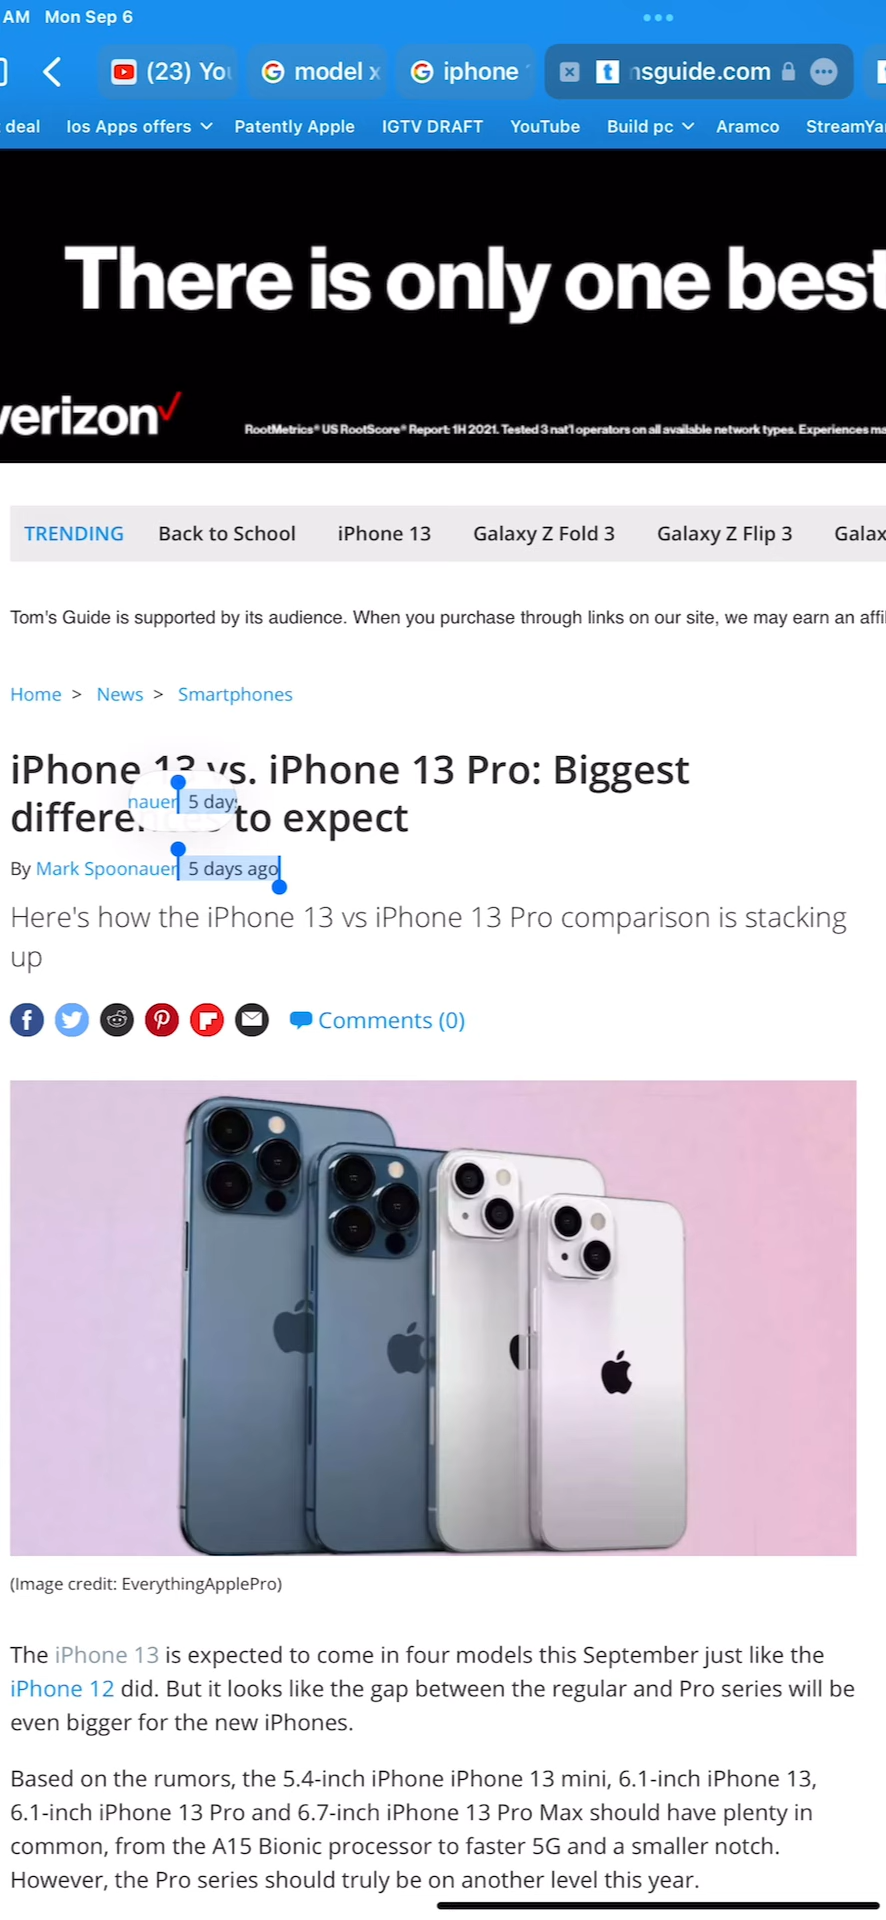 AM Mon Sep 6
(23) You
model x
iphone
nsguide.com
deal
Ios Apps offers
Patently Apple
IGTV DRAFT
YouTube
Build pc
Aramco
StreamYa
There is only one best
verizon
RootMetrics® US RootScore® Report: 1H 2021. Tested 3 nat'l operators on all available network types. Experiences ma
TRENDING
Back to School
iPhone 13
Galaxy Z Fold 3
Galaxy Z Flip 3
Galax
Tom's Guide is supported by its audience. When you purchase through links on our site, we may earn an affil
Home > News > Smartphones
iPhone 13 vs. iPhone 13 Pro: Biggest
nauer 5 day
differences to expect
By Mark Spoonauer 5 days ago
Here's how the iPhone 13 vs iPhone 13 Pro comparison is stacking
up
Comments (0)
(Image credit: EverythingApplePro)
The iPhone 13 is expected to come in four models this September just like the
iPhone 12 did. But it looks like the gap between the regular and Pro series will be
even bigger for the new iPhones.
Based on the rumors, the 5.4-inch iPhone iPhone 13 mini, 6.1-inch iPhone 13,
6.1-inch iPhone 13 Pro and 6.7-inch iPhone 13 Pro Max should have plenty in
common, from the A15 Bionic processor to faster 5G and a smaller notch.
However, the Pro series should truly be on another level this year.